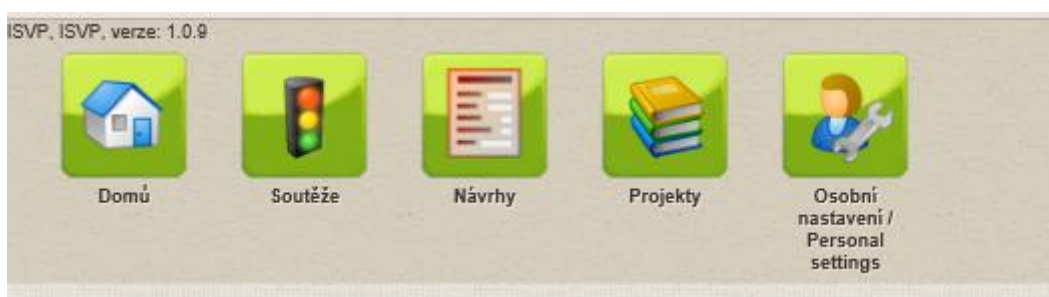 ISVP, ISVP, verze: 1.0.9
Domů
Soutěže
Návrhy
Projekty
Osobní
nastavení /
Personal
settings